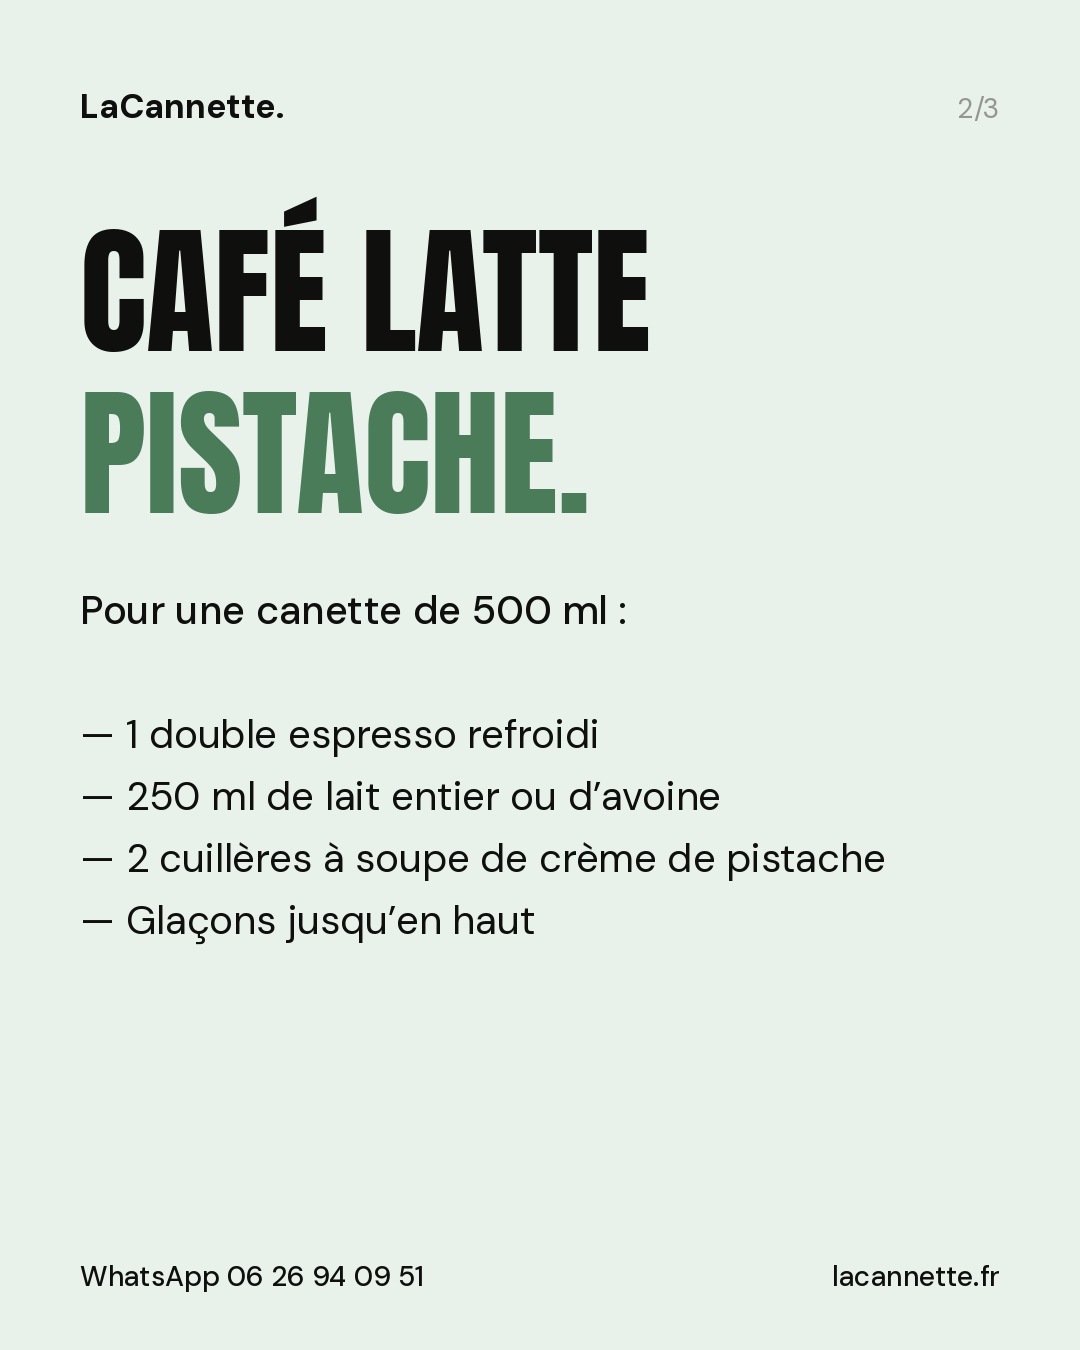 LaCannette.
2/3
CAFÉ LATTE
PISTACHE.
Pour une canette de 500 ml :
— 1 double espresso refroidi
— 250 ml de lait entier ou d’avoine
— 2 cuillères à soupe de crème de pistache
— Glaçons jusqu’en haut
WhatsApp 06 26 94 09 51
lacannette.fr